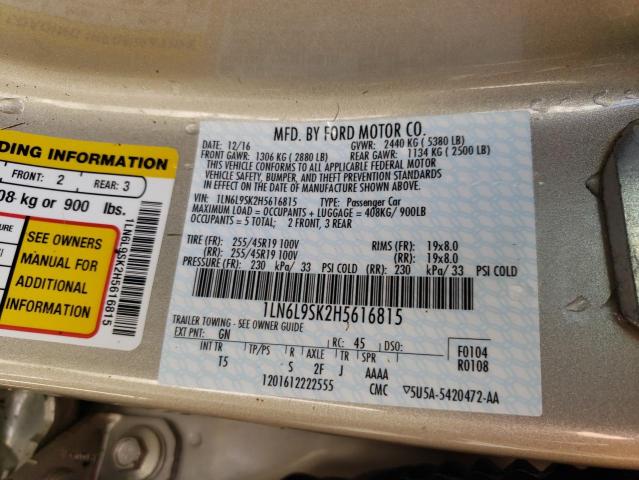 MFD. BY FORD MOTOR CO.
DATE: 12/16 GVWR: 2440 KG ( 5380 LB)
FRONT GAWR: 1306 KG ( 2880 LB) REAR GAWR: 1134 KG ( 2500 LB)
THIS VEHICLE CONFORMS TO ALL APPLICABLE FEDERAL MOTOR
VEHICLE SAFETY, BUMPER, AND THEFT PREVENTION STANDARDS
IN EFFECT ON THE DATE OF MANUFACTURE SHOWN ABOVE.
VIN: 1LN6L9SK2H5616815 TYPE: Passenger Car
MAXIMUM LOAD = OCCUPANTS + LUGGAGE = 408KG/ 900LB
OCCUPANTS = 5 TOTAL: 2 FRONT, 3 REAR
TIRE (FR): 255/45R19 100V RIMS (FR): 19x8.0
(RR): 255/45R19 100V (RR): 19x8.0
PRESSURE (FR): 230 kPa/ 33 PSI COLD (RR) 230 kPa/ 33 PSI COLD
1LN6L9SK2H5616815
TRAILER TOWING - SEE OWNER GUIDE
EXT PNT: GN RC: 45 DSO: F0104
INT TR TP/PS R AXLE TR SPR R0108
T5 S 2F J AAAA
1201612222555 CMC 5U5A-5420472-AA
DING INFORMATION
FRONT: 2 REAR: 3
08 kg or 900 lbs.
SEE OWNERS
MANUAL FOR
ADDITIONAL
INFORMATION
1LN6L9SK2H5616815